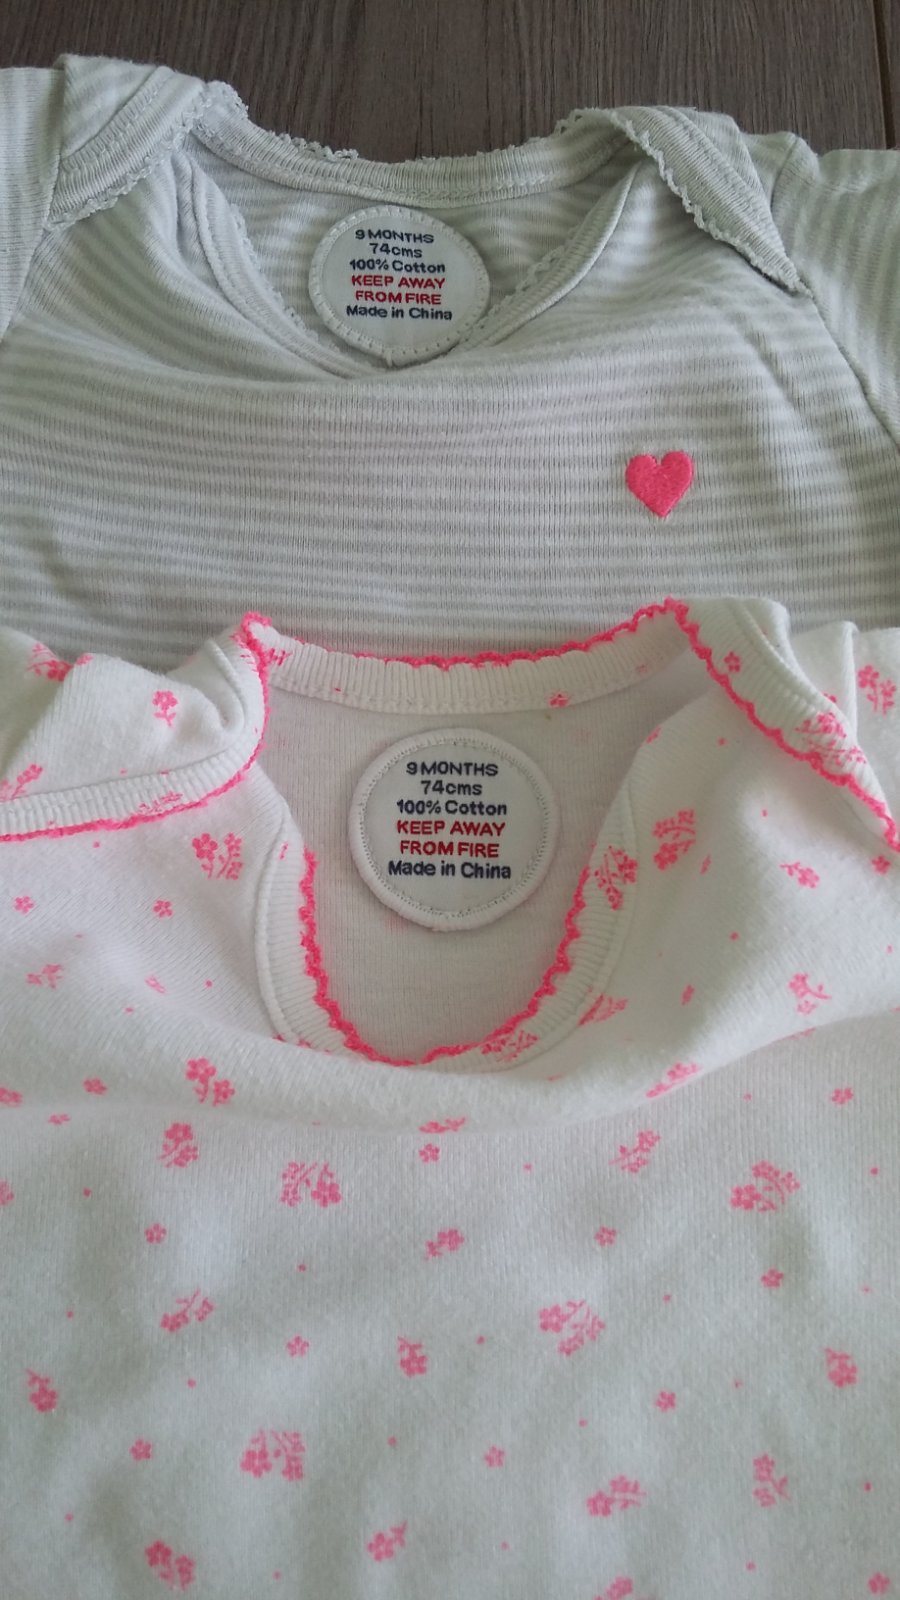 9 MONTHS
74cms
100% Cotton
KEEP AWAY
FROM FIRE
Made in China
9 MONTHS
74cms
100% Cotton
KEEP AWAY
FROM FIRE
Made in China